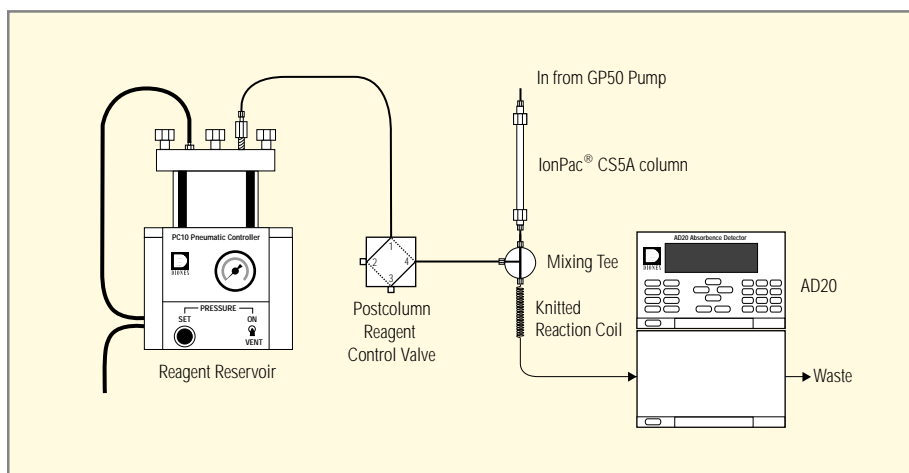 In from GP50 Pump
IonPac® CS5A column
PC10 Pneumatic Controller
DIONEX
PRESSURE
SET
ON
VENT
Reagent Reservoir
1
2
3
4
Postcolumn
Reagent
Control Valve
Mixing Tee
Knitted
Reaction Coil
AD20 Absorbence Detector
DIONEX
AD20
Waste